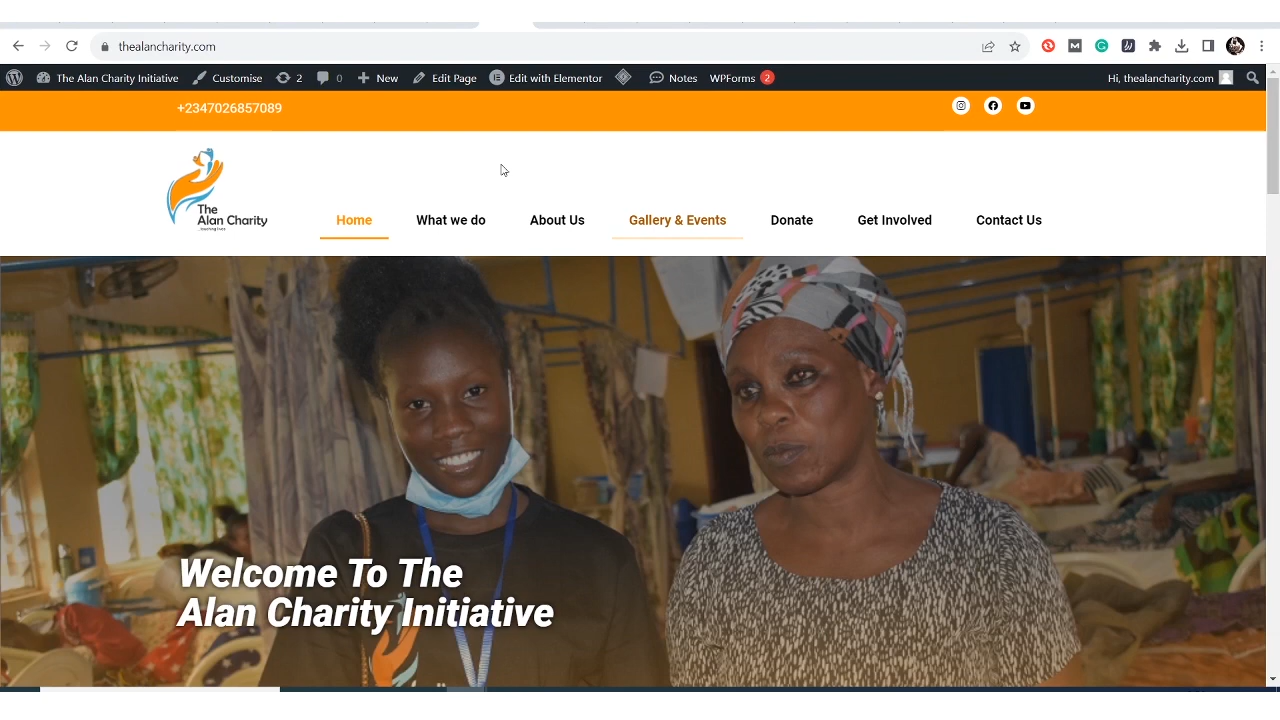 thealancharity.com
The Alan Charity Initiative Customise 2 0 New Edit Page Edit with Elementor Notes WPForms 2 Hi, thealancharity.com
+2347026857089
The
Alan Charity
Home What we do About Us Gallery & Events Donate Get Involved Contact Us
Welcome To The
Alan Charity Initiative